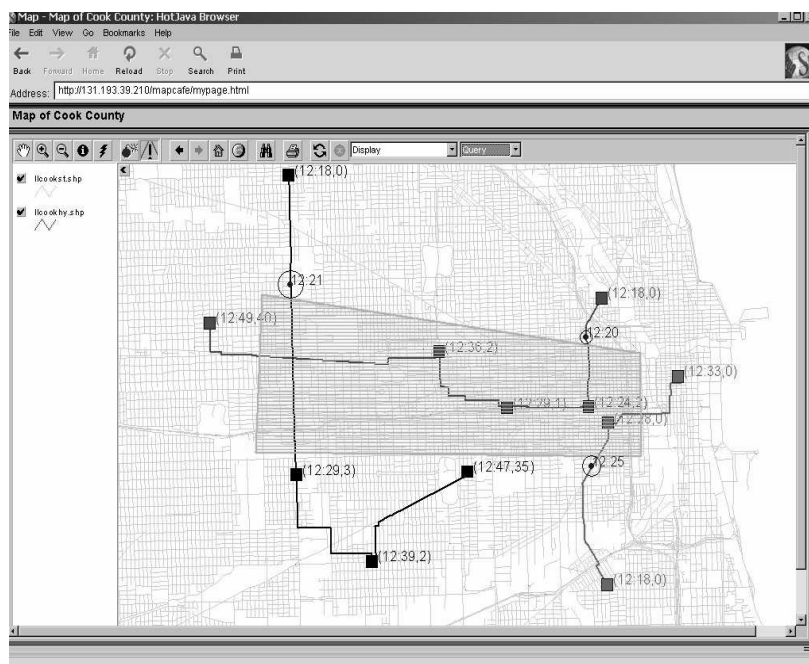 Map - Map of Cook County: HotJava Browser
File Edit View Go Bookmarks Help
Back Forward Home Reload Stop Search Print
Address: http://131.193.39.210/mapcafe/mypage.html
Map of Cook County
Display Query
(12:18,0)
12:21
(12:18,0)
(12:49,40)
12:20
(12:36,2)
(12:33,0)
(12:29,1)
(12:24,2)
(12:28,0)
12:25
(12:29,3)
(12:47,35)
(12:39,2)
(12:18,0)